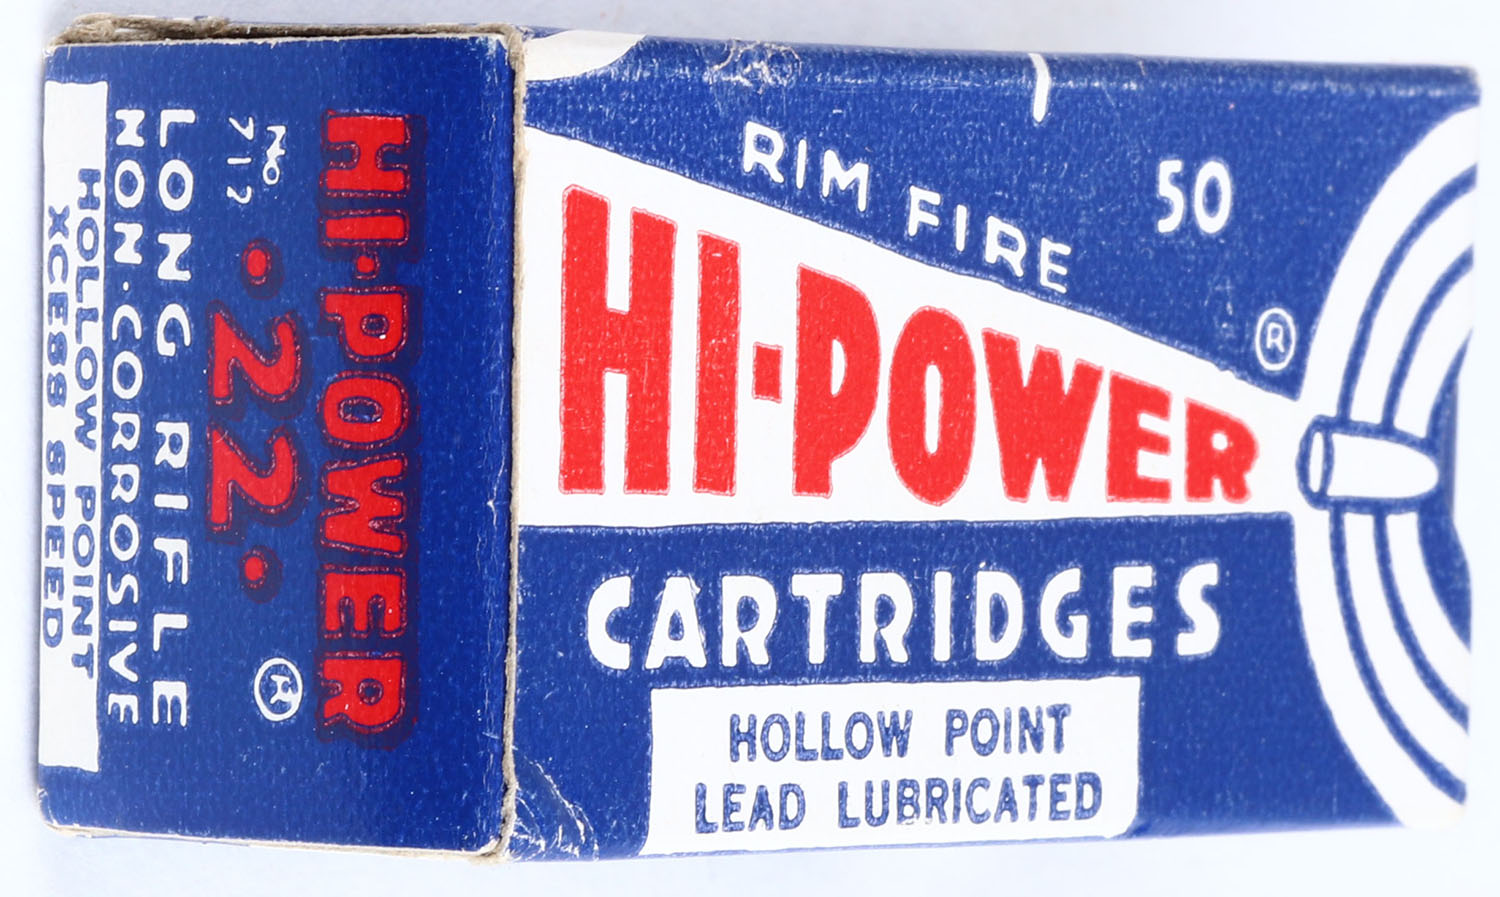 RIM FIRE
50
HI-POWER
®
CARTRIDGES
HOLLOW POINT
LEAD LUBRICATED
HI-POWER
No
712
.22.
®
LONG RIFLE
NON-CORROSIVE
HOLLOW POINT
XCESS SPEED